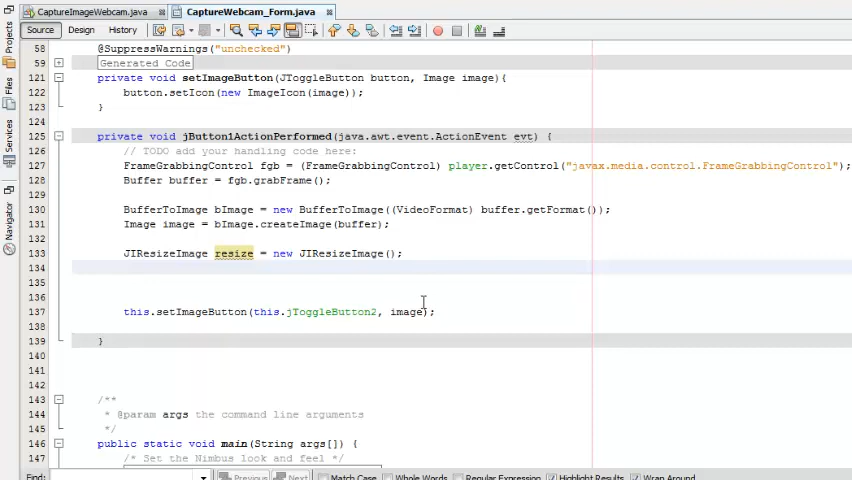 CaptureImageWebcam.java
CaptureWebcam_Form.java
Source
Design
History
Projects
Files
Services
Navigator
58 @SuppressWarnings("unchecked")
59 Generated Code
121 private void setImageButton(JToggleButton button, Image image){
122 button.setIcon(new ImageIcon(image));
123 }
124
125 private void jButton1ActionPerformed(java.awt.event.ActionEvent evt) {
126 // TODO add your handling code here:
127 FrameGrabbingControl fgb = (FrameGrabbingControl) player.getControl("javax.media.control.FrameGrabbingControl");
128 Buffer buffer = fgb.grabFrame();
129
130 BufferToImage bImage = new BufferToImage((VideoFormat) buffer.getFormat());
131 Image image = bImage.createImage(buffer);
132
133 JIResizeImage resize = new JIResizeImage();
134
135
136
137 this.setImageButton(this.jToggleButton2, image);
138
139 }
140
141
142
143 /**
144 * @param args the command line arguments
145 */
146 public static void main(String args[]) {
147 /* Set the Nimbus look and feel */
Find:
Previous
Next
Match Case
Whole Words
Regular Expression
Highlight Results
Wrap Around